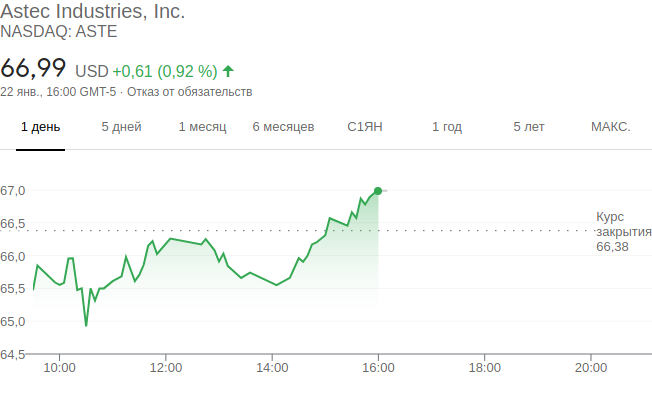 Astec Industries, Inc.
NASDAQ: ASTE
66,99 USD +0,61 (0,92 %)
22 янв., 16:00 GMT-5 · Отказ от обязательств
1 день 5 дней 1 месяц 6 месяцев С1ЯН 1 год 5 лет МАКС.
67,0
66,5
66,0
65,5
65,0
64,5
Курс
закрытия
66,38
10:00 12:00 14:00 16:00 18:00 20:00